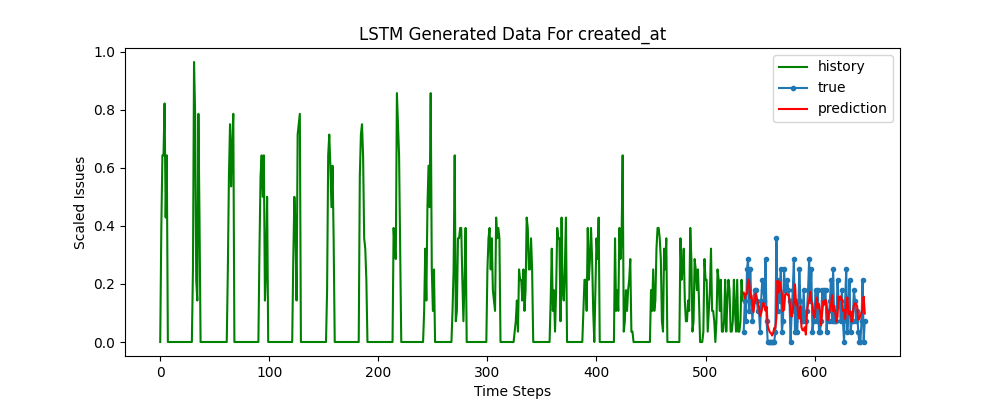 LSTM Generated Data For created_at
history
true
prediction
Scaled Issues
1.0
0.8
0.6
0.4
0.2
0.0
0 100 200 300 400 500 600
Time Steps